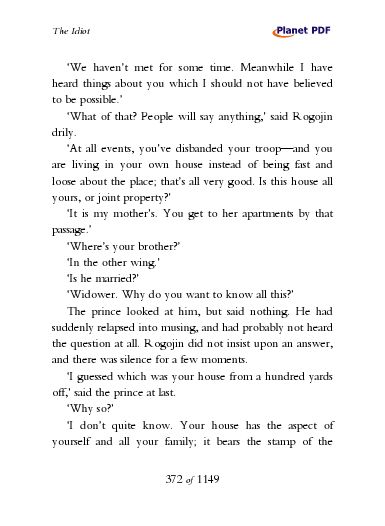 The Idiot
Planet PDF
‘We haven’t met for some time. Meanwhile I have
heard things about you which I should not have believed
to be possible.’
‘What of that? People will say anything,’ said Rogojin
drily.
‘At all events, you’ve disbanded your troop—and you
are living in your own house instead of being fast and
loose about the place; that’s all very good. Is this house all
yours, or joint property?’
‘It is my mother’s. You get to her apartments by that
passage.’
‘Where’s your brother?’
‘In the other wing.’
‘Is he married?’
‘Widower. Why do you want to know all this?’
The prince looked at him, but said nothing. He had
suddenly relapsed into musing, and had probably not heard
the question at all. Rogojin did not insist upon an answer,
and there was silence for a few moments.
‘I guessed which was your house from a hundred yards
off,’ said the prince at last.
‘Why so?’
‘I don’t quite know. Your house has the aspect of
yourself and all your family; it bears the stamp of the
372 of 1149